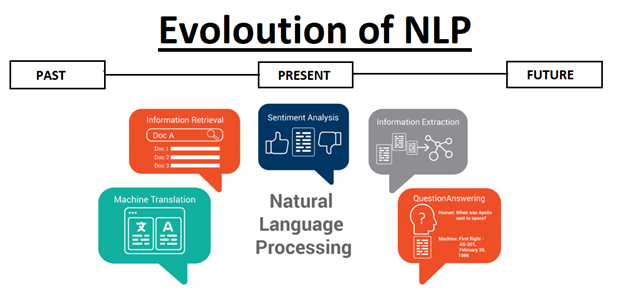 Evoloution of NLP
PAST
PRESENT
FUTURE
Information Retrieval
Doc A
Doc 1
Doc 2
Doc 3
Sentiment Analysis
Information Extraction
Machine Translation
文
A
Natural
Language
Processing
QuestionAnswering
?
Human: When was Apollo
sent to space?
Machine: First flight -
AS-201,
February 26,
1966